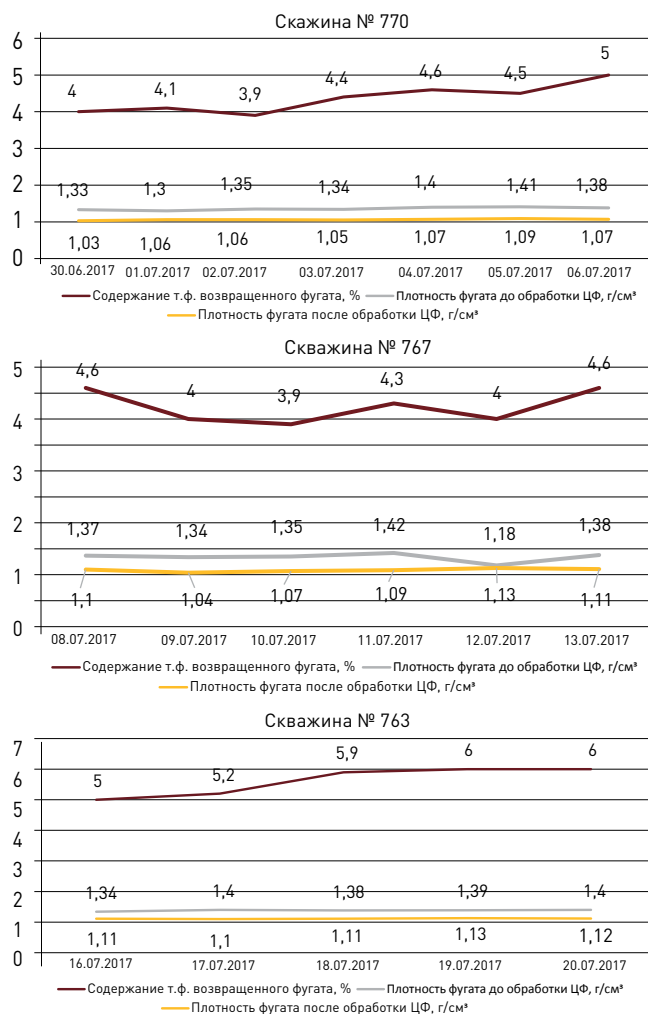 Скажина № 770
6
5
4
3
2
1
0
4 4,1 3,9 4,4 4,6 4,5 5
1,33 1,3 1,35 1,34 1,4 1,41 1,38
1,03 1,06 1,06 1,05 1,07 1,09 1,07
30.06.2017 01.07.2017 02.07.2017 03.07.2017 04.07.2017 05.07.2017 06.07.2017
Содержание т.ф. возвращенного фугата, % Плотность фугата до обработки ЦФ, г/см³
Плотность фугата после обработки ЦФ, г/см³
Скважина № 767
5
4
3
2
1
0
4,6 4 3,9 4,3 4 4,6
1,37 1,34 1,35 1,42 1,18 1,38
1,1 1,04 1,07 1,09 1,13 1,11
08.07.2017 09.07.2017 10.07.2017 11.07.2017 12.07.2017 13.07.2017
Содержание т.ф. возвращенного фугата, % Плотность фугата до обработки ЦФ, г/см³
Плотность фугата после обработки ЦФ, г/см³
Скважина № 763
7
6
5
4
3
2
1
0
5 5,2 5,9 6 6
1,34 1,4 1,38 1,39 1,4
1,11 1,1 1,11 1,13 1,12
16.07.2017 17.07.2017 18.07.2017 19.07.2017 20.07.2017
Содержание т.ф. возвращенного фугата, % Плотность фугата до обработки ЦФ, г/см³
Плотность фугата после обработки ЦФ, г/см³